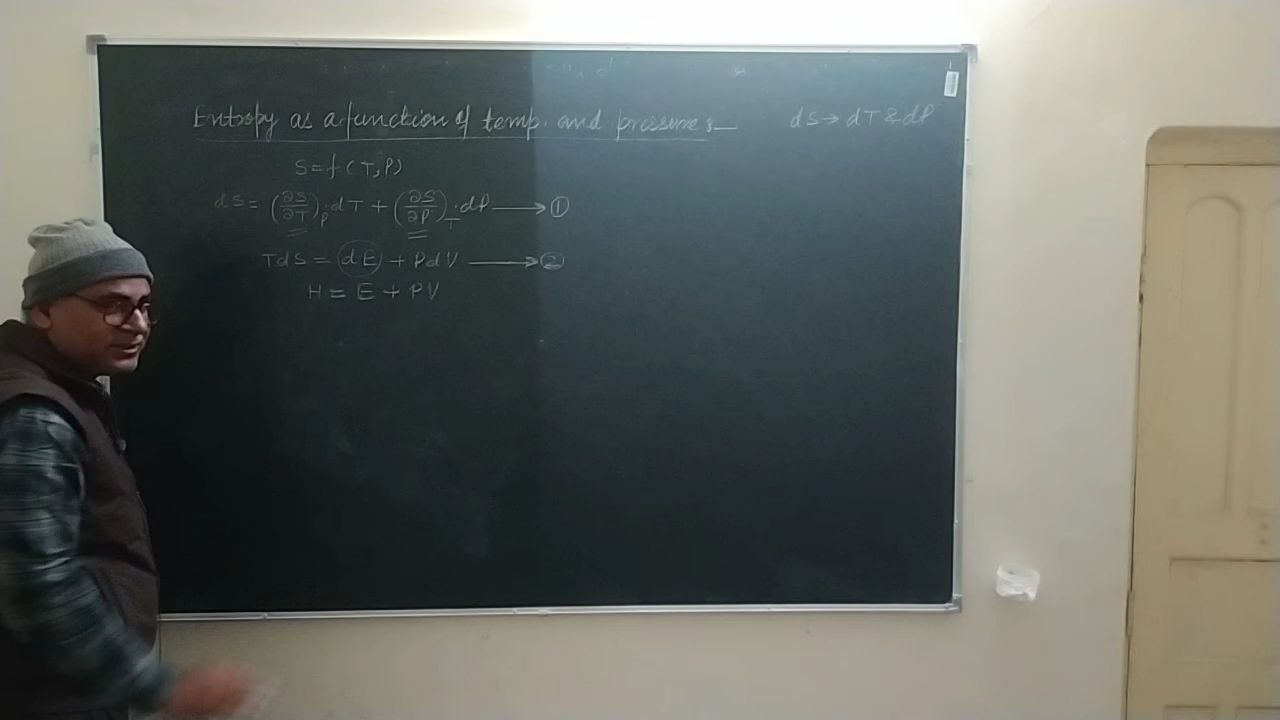 Entropy as a function of temp. and pressure :—
dS → dT & dP
S = f (T, P)
dS = (∂S/∂T)_P . dT + (∂S/∂P)_T . dP ⟶ ①
TdS = dE + PdV ⟶ ②
H = E + PV